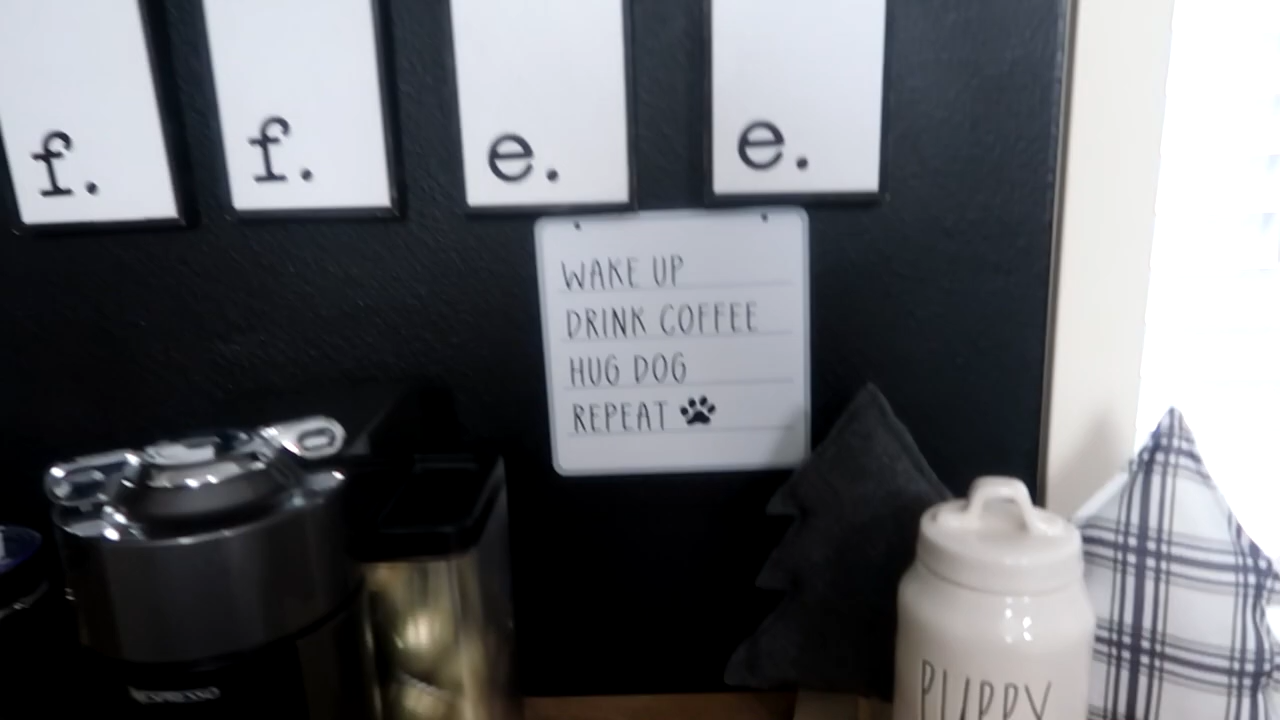 f. f. e. e.
WAKE UP
DRINK COFFEE
HUG DOG
REPEAT
PUPPY